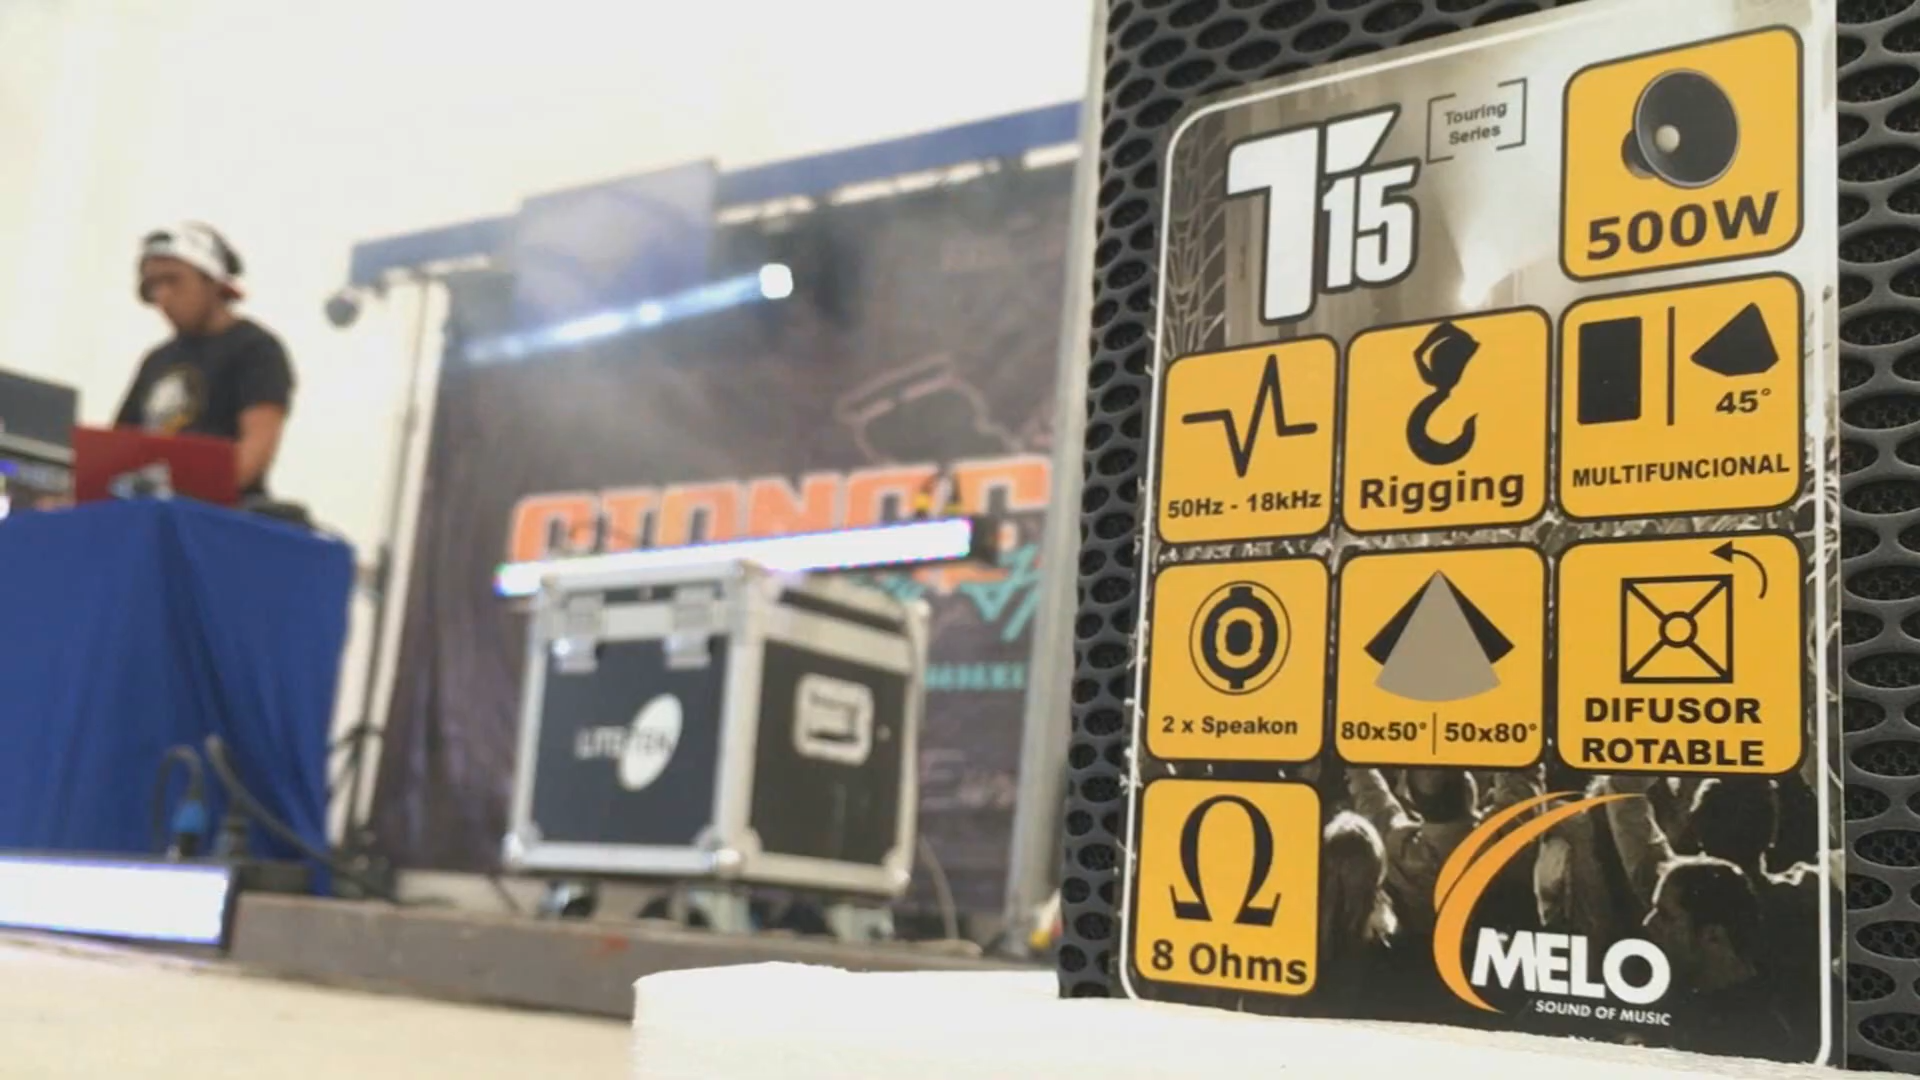 T15
Touring
Series
500W
50Hz - 18kHz
Rigging
45°
MULTIFUNCIONAL
2 x Speakon
80x50° | 50x80°
DIFUSOR
ROTABLE
Ω
8 Ohms
MELO
SOUND OF MUSIC
LITETEK